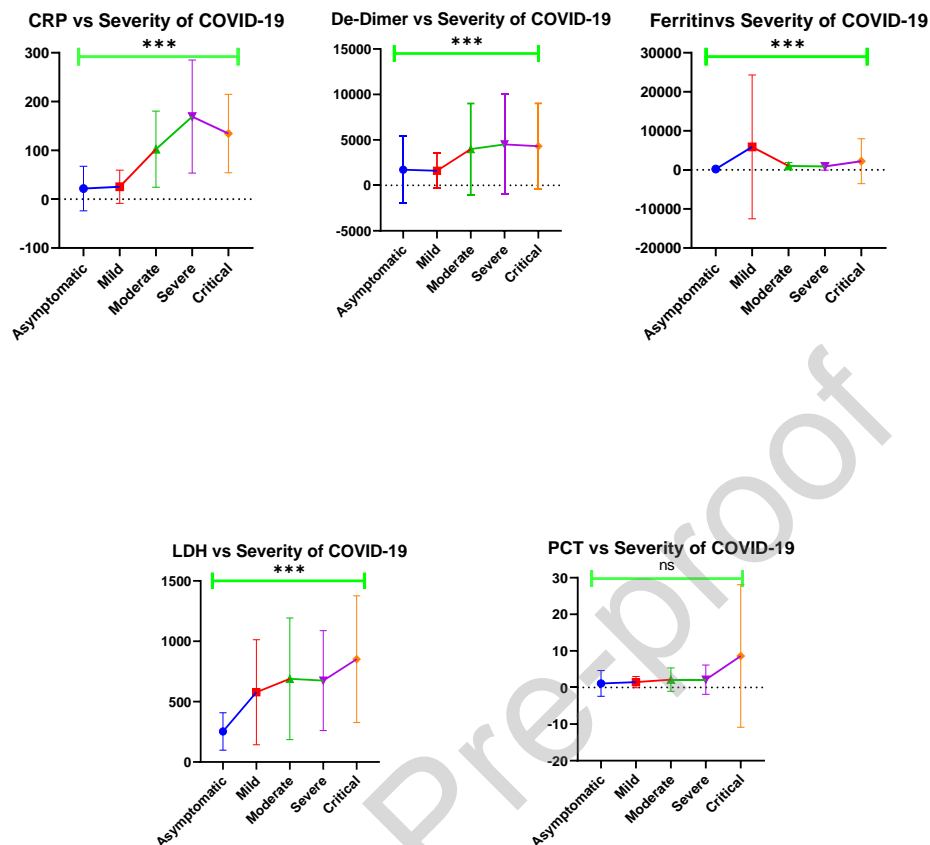 CRP vs Severity of COVID-19
***
300
200
100
0
-100
Asymptomatic
Mild
Moderate
Severe
Critical
De-Dimer vs Severity of COVID-19
***
15000
10000
5000
0
-5000
Asymptomatic
Mild
Moderate
Severe
Critical
Ferritinvs Severity of COVID-19
***
30000
20000
10000
0
-10000
-20000
Asymptomatic
Mild
Moderate
Severe
Critical
LDH vs Severity of COVID-19
***
1500
1000
500
0
Asymptomatic
Mild
Moderate
Severe
Critical
PCT vs Severity of COVID-19
ns
30
20
10
0
-10
-20
Asymptomatic
Mild
Moderate
Severe
Critical
Pre-proof